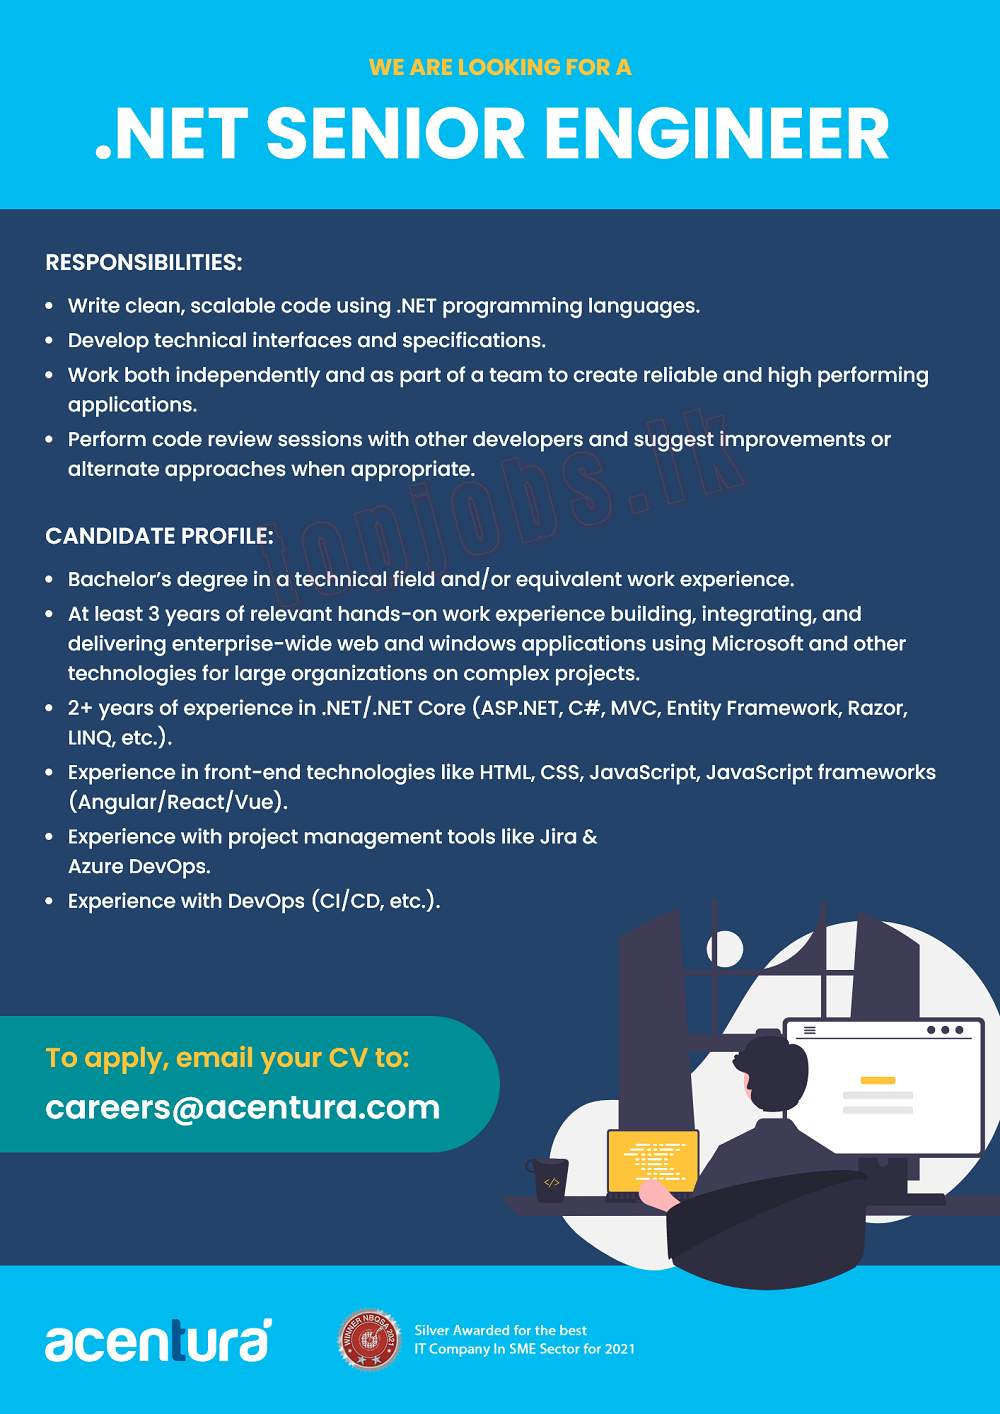 WE ARE LOOKING FOR A
.NET SENIOR ENGINEER
RESPONSIBILITIES:
• Write clean, scalable code using .NET programming languages.
• Develop technical interfaces and specifications.
• Work both independently and as part of a team to create reliable and high performing
applications.
• Perform code review sessions with other developers and suggest improvements or
alternate approaches when appropriate.
topjobs.lk
CANDIDATE PROFILE:
• Bachelor’s degree in a technical field and/or equivalent work experience.
• At least 3 years of relevant hands-on work experience building, integrating, and
delivering enterprise-wide web and windows applications using Microsoft and other
technologies for large organizations on complex projects.
• 2+ years of experience in .NET/.NET Core (ASP.NET, C#, MVC, Entity Framework, Razor,
LINQ, etc.).
• Experience in front-end technologies like HTML, CSS, JavaScript, JavaScript frameworks
(Angular/React/Vue).
• Experience with project management tools like Jira &
Azure DevOps.
• Experience with DevOps (CI/CD, etc.).
To apply, email your CV to:
careers@acentura.com
</>
acentura
WINNER NBQSA 2021
Silver Awarded for the best
IT Company In SME Sector for 2021